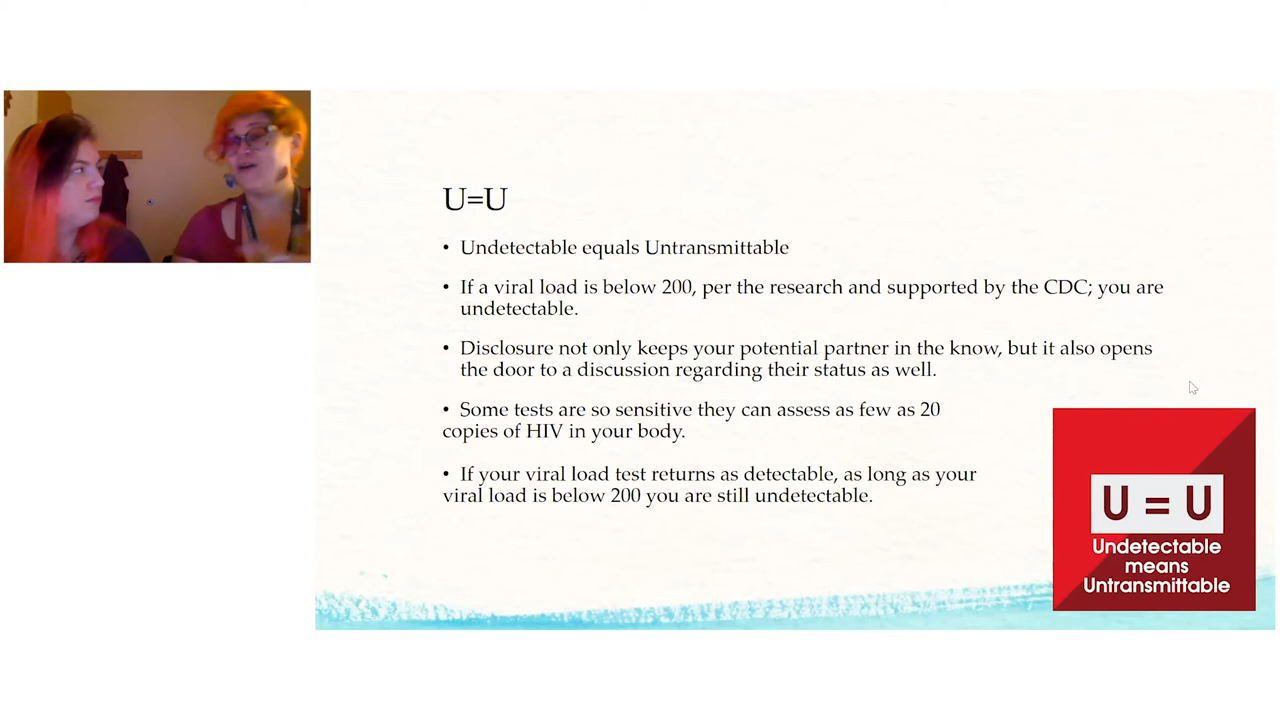 U=U
• Undetectable equals Untransmittable
• If a viral load is below 200, per the research and supported by the CDC; you are
undetectable.
• Disclosure not only keeps your potential partner in the know, but it also opens
the door to a discussion regarding their status as well.
• Some tests are so sensitive they can assess as few as 20
copies of HIV in your body.
• If your viral load test returns as detectable, as long as your
viral load is below 200 you are still undetectable.
U = U
Undetectable
means
Untransmittable